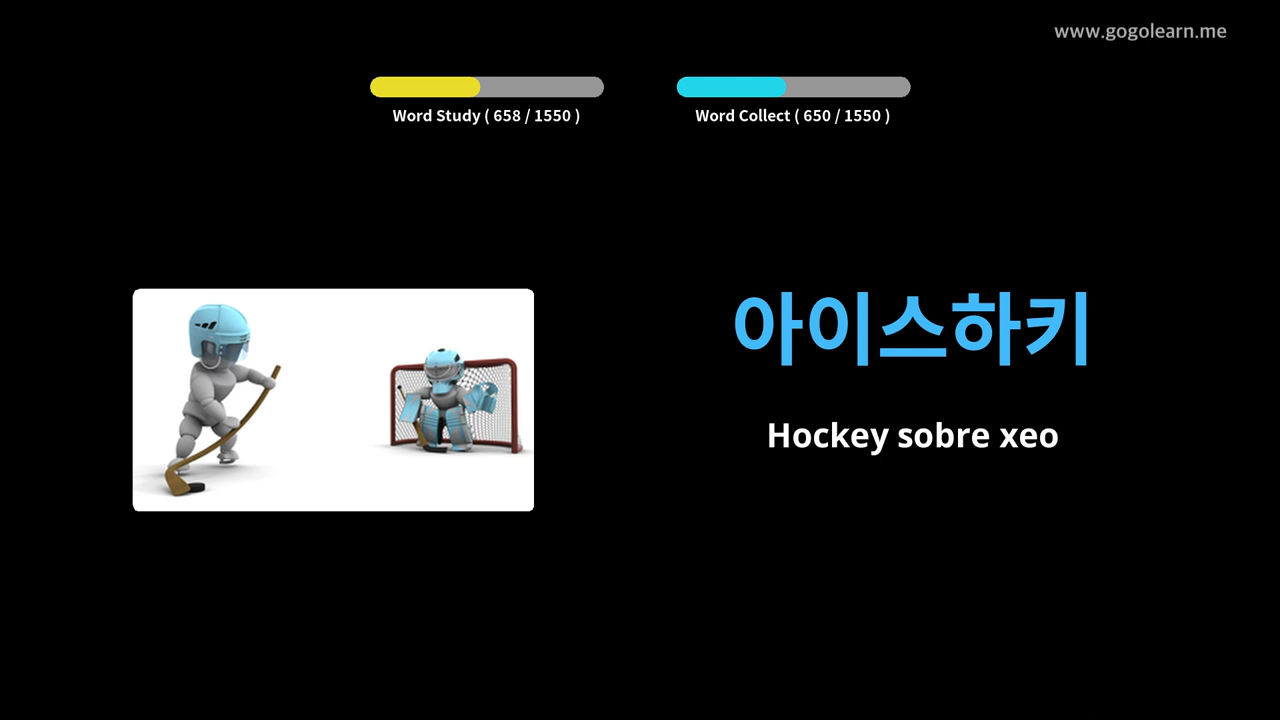 www.gogolearn.me
Word Study ( 658 / 1550 )
Word Collect ( 650 / 1550 )
아이스하키
Hockey sobre xeo